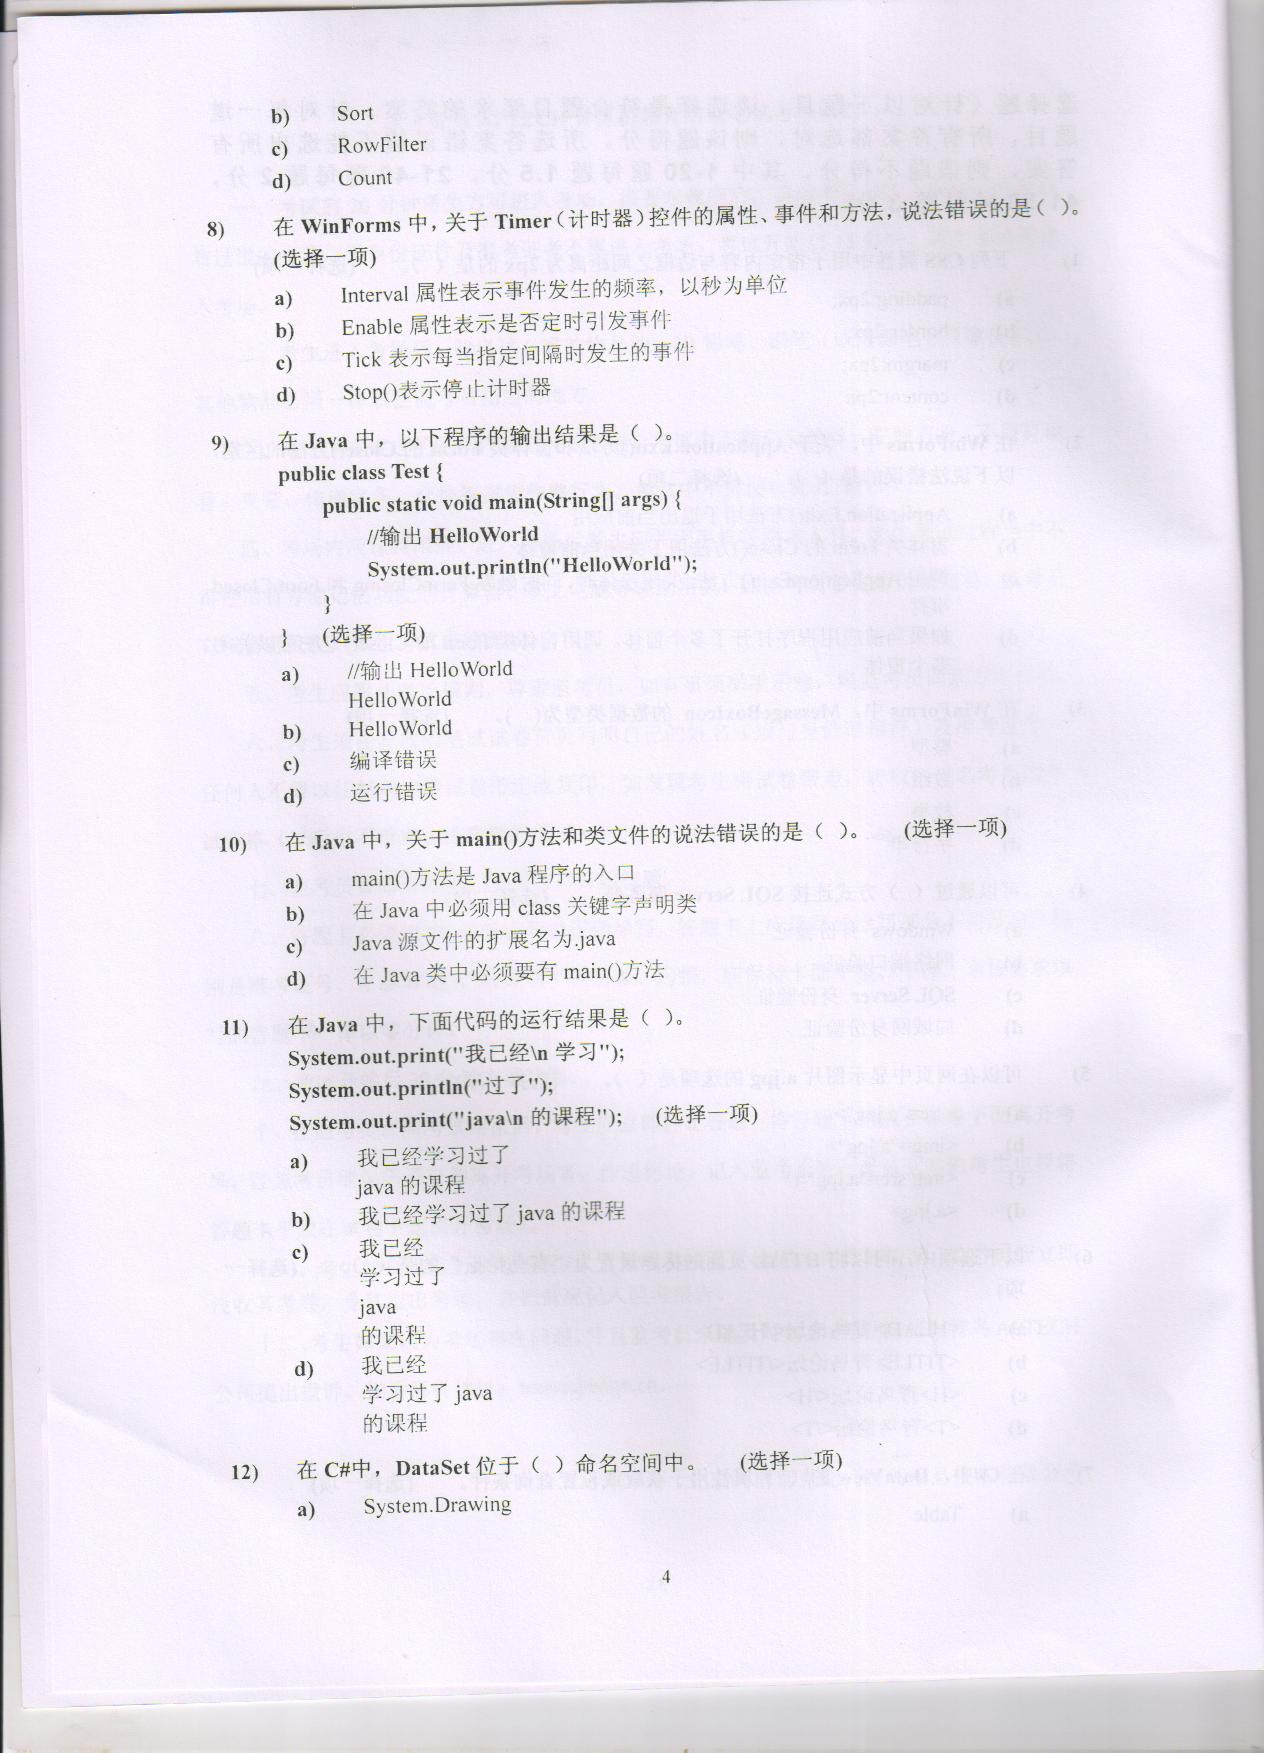 b) Sort
c) RowFilter
d) Count
8) 在 WinForms 中，关于 Timer（计时器）控件的属性、事件和方法，说法错误的是（ ）。
(选择一项)
a) Interval 属性表示事件发生的频率，以秒为单位
b) Enable 属性表示是否定时引发事件
c) Tick 表示每当指定间隔时发生的事件
d) Stop()表示停止计时器
9) 在 Java 中，以下程序的输出结果是（ ）。
public class Test {
public static void main(String[] args) {
//输出 HelloWorld
System.out.println("HelloWorld");
}
} (选择一项)
a) //输出 HelloWorld
HelloWorld
b) HelloWorld
c) 编译错误
d) 运行错误
10) 在 Java 中，关于 main()方法和类文件的说法错误的是（ ）。 (选择一项)
a) main()方法是 Java 程序的入口
b) 在 Java 中必须用 class 关键字声明类
c) Java 源文件的扩展名为.java
d) 在 Java 类中必须要有 main()方法
11) 在 Java 中，下面代码的运行结果是（ ）。
System.out.print("我已经\n 学习");
System.out.println("过了");
System.out.print("java\n 的课程"); (选择一项)
a) 我已经学习过了
java 的课程
b) 我已经学习过了 java 的课程
c) 我已经
学习过了
java
的课程
d) 我已经
学习过了 java
的课程
12) 在 C#中，DataSet 位于（ ）命名空间中。 (选择一项)
a) System.Drawing
4